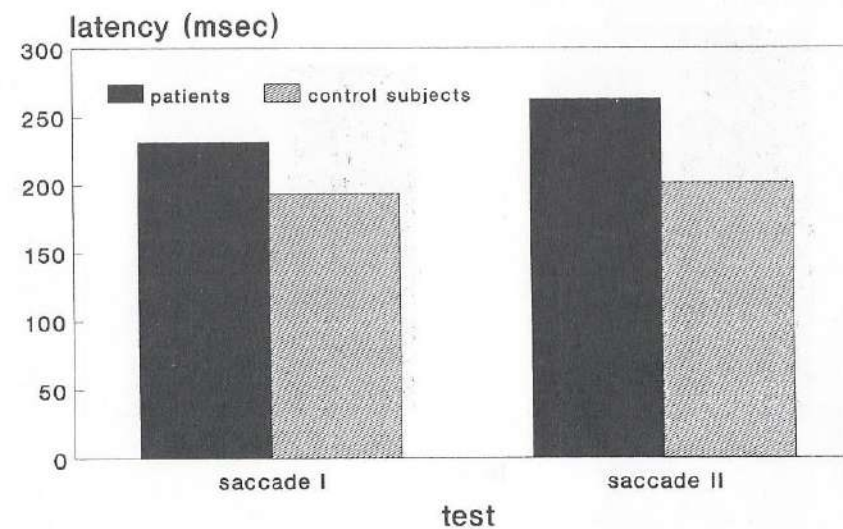 latency (msec)
300
patients control subjects
250
200
150
100
50
0
saccade I saccade II
test